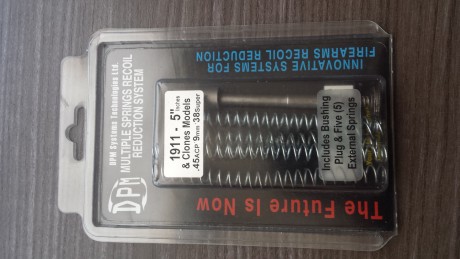 DPM Systems Technologies Ltd.
MULTIPLE SPRINGS RECOIL
REDUCTION SYSTEM
DPM
INNOVATIVE SYSTEMS FOR
FIREARMS RECOIL REDUCTION
1911 - 5" Inches
& Clones Models
.45ACP 9mm 38Super
Includes Bushing
Plug & Five (5)
External Springs
The Future Is Now